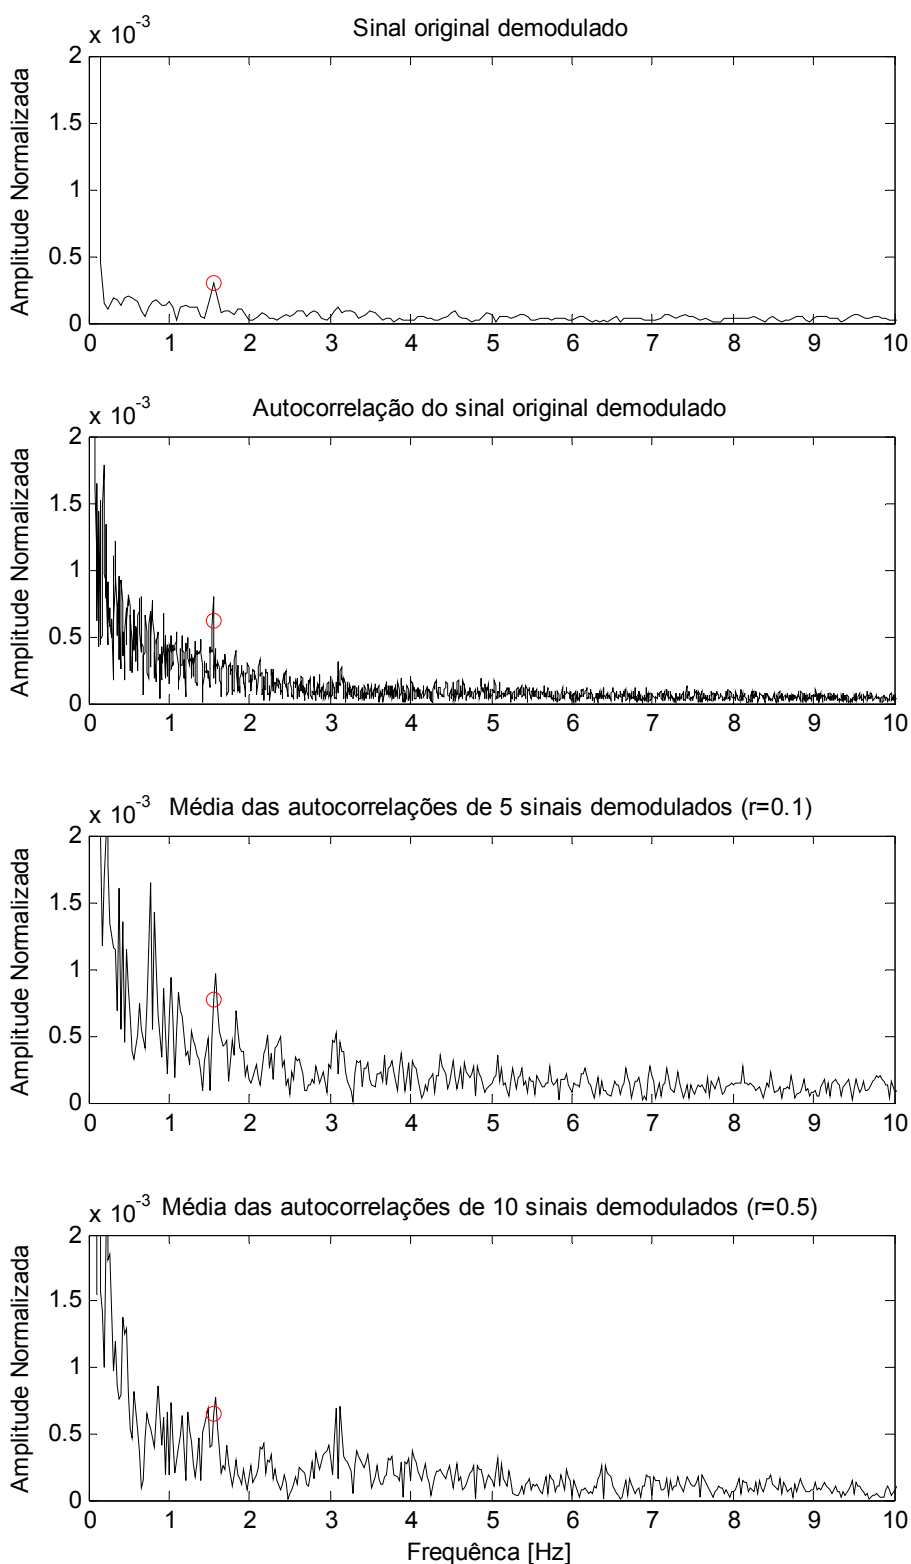 x 10-3
Sinal original demodulado
Amplitude Normalizada
2
1.5
1
0.5
0
0 1 2 3 4 5 6 7 8 9 10
x 10-3
Autocorrelação do sinal original demodulado
Amplitude Normalizada
2
1.5
1
0.5
0
0 1 2 3 4 5 6 7 8 9 10
x 10-3
Média das autocorrelações de 5 sinais demodulados (r=0.1)
Amplitude Normalizada
2
1.5
1
0.5
0
0 1 2 3 4 5 6 7 8 9 10
x 10-3
Média das autocorrelações de 10 sinais demodulados (r=0.5)
Amplitude Normalizada
2
1.5
1
0.5
0
0 1 2 3 4 5 6 7 8 9 10
Frequênca [Hz]